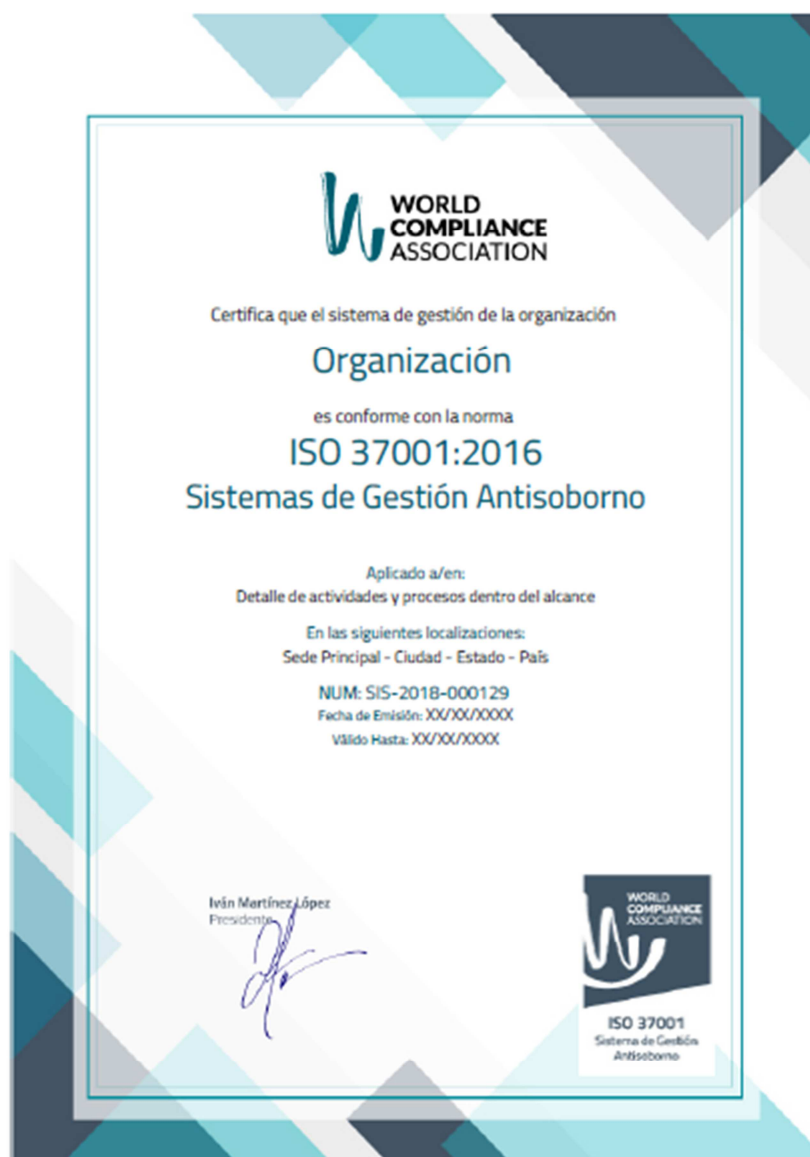 WORLD
COMPLIANCE
ASSOCIATION
Certifica que el sistema de gestión de la organización
Organización
es conforme con la norma
ISO 37001:2016
Sistemas de Gestión Antisoborno
Aplicado a/en:
Detalle de actividades y procesos dentro del alcance
En las siguientes localizaciones:
Sede Principal - Ciudad - Estado - País
NUM: SIS-2018-000129
Fecha de Emisión: XX/XX/XXXX
Válido Hasta: XX/XX/XXXX
Iván Martínez López
Presidente
WORLD
COMPLIANCE
ASSOCIATION
ISO 37001
Sistema de Gestión
Antisoborno